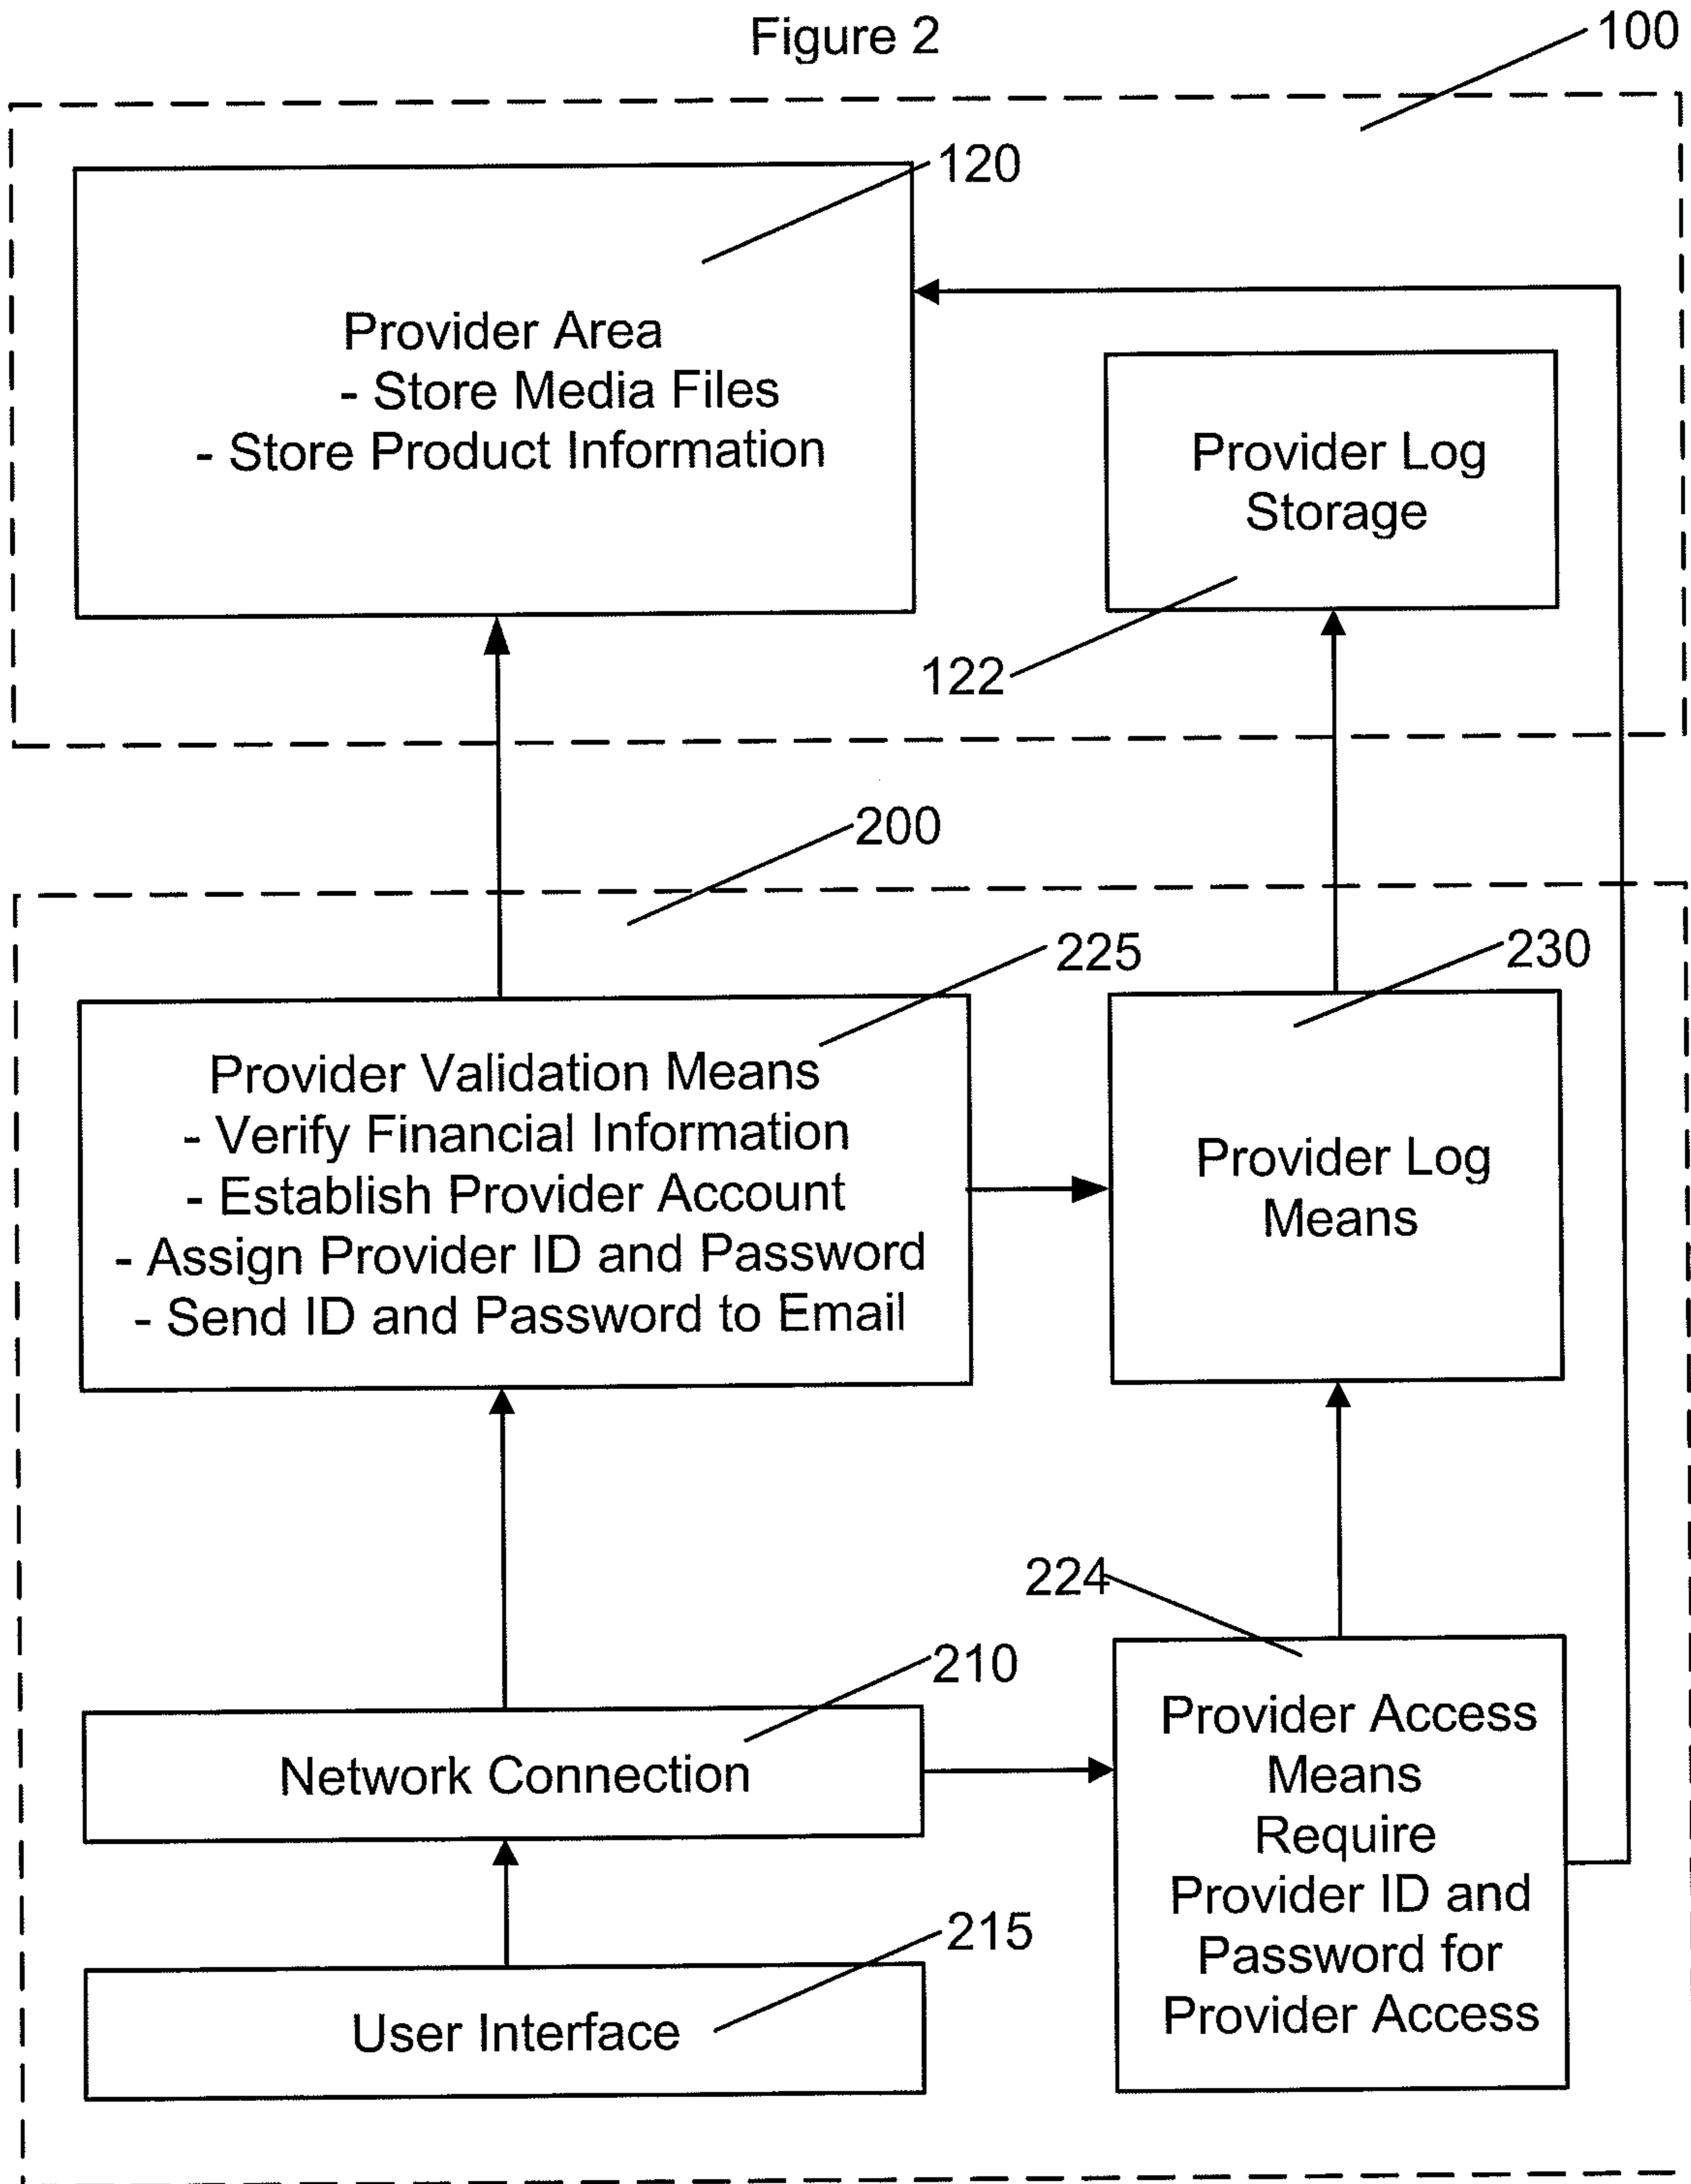 Figure 2
100
120
Provider Area
- Store Media Files
- Store Product Information
Provider Log
Storage
122
200
225
230
Provider Validation Means
- Verify Financial Information
- Establish Provider Account
- Assign Provider ID and Password
- Send ID and Password to Email
Provider Log
Means
224
210
Network Connection
Provider Access
Means
Require
Provider ID and
Password for
Provider Access
215
User Interface